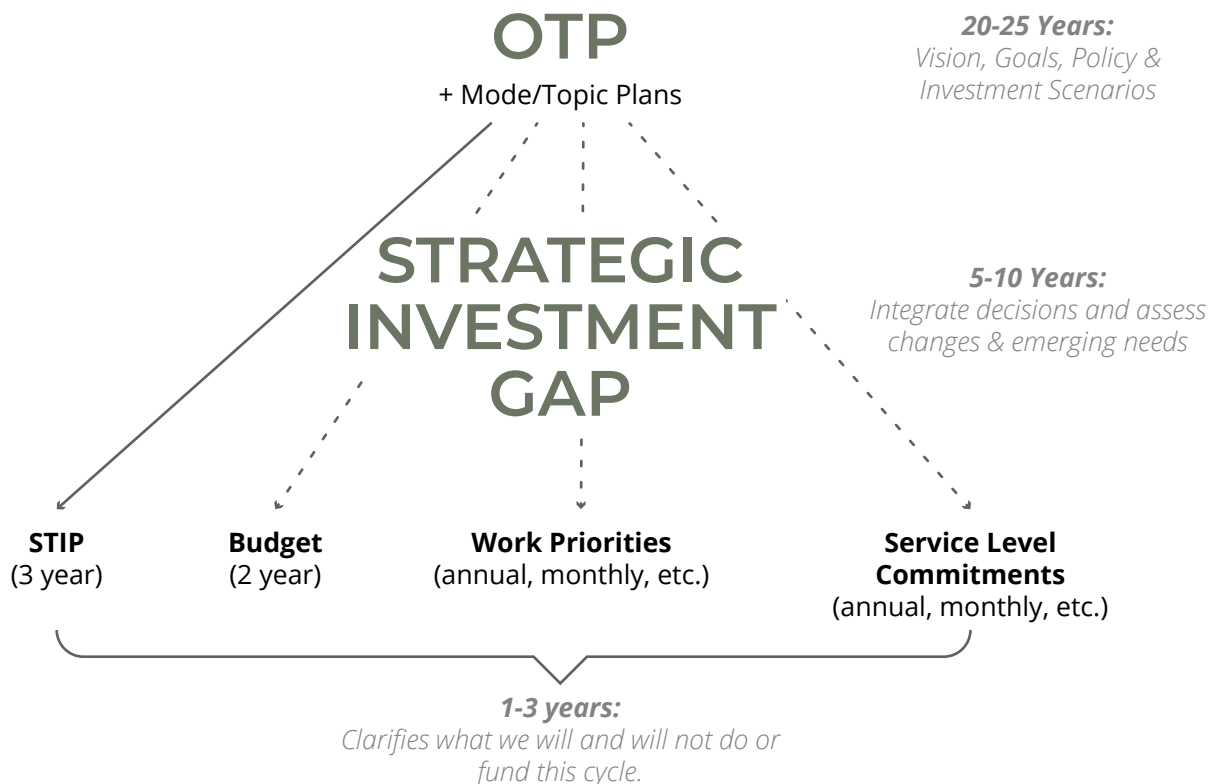 OTP
+ Mode/Topic Plans
20-25 Years:
Vision, Goals, Policy &
Investment Scenarios
STRATEGIC
INVESTMENT
GAP
5-10 Years:
Integrate decisions and assess
changes & emerging needs
STIP
(3 year)
Budget
(2 year)
Work Priorities
(annual, monthly, etc.)
Service Level
Commitments
(annual, monthly, etc.)
1-3 years:
Clarifies what we will and will not do or
fund this cycle.